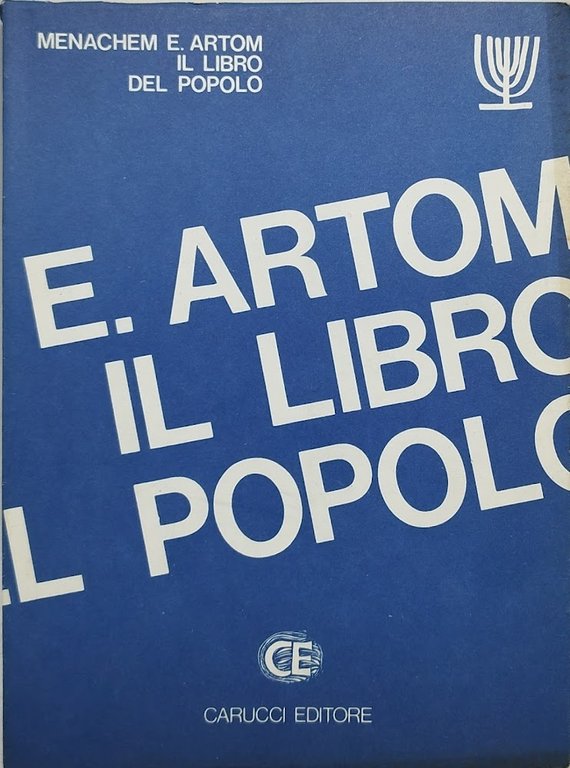 MENACHEM E. ARTOM
IL LIBRO
DEL POPOLO
E. ARTOM
IL LIBRO
L POPOLO
CE
CARUCCI EDITORE